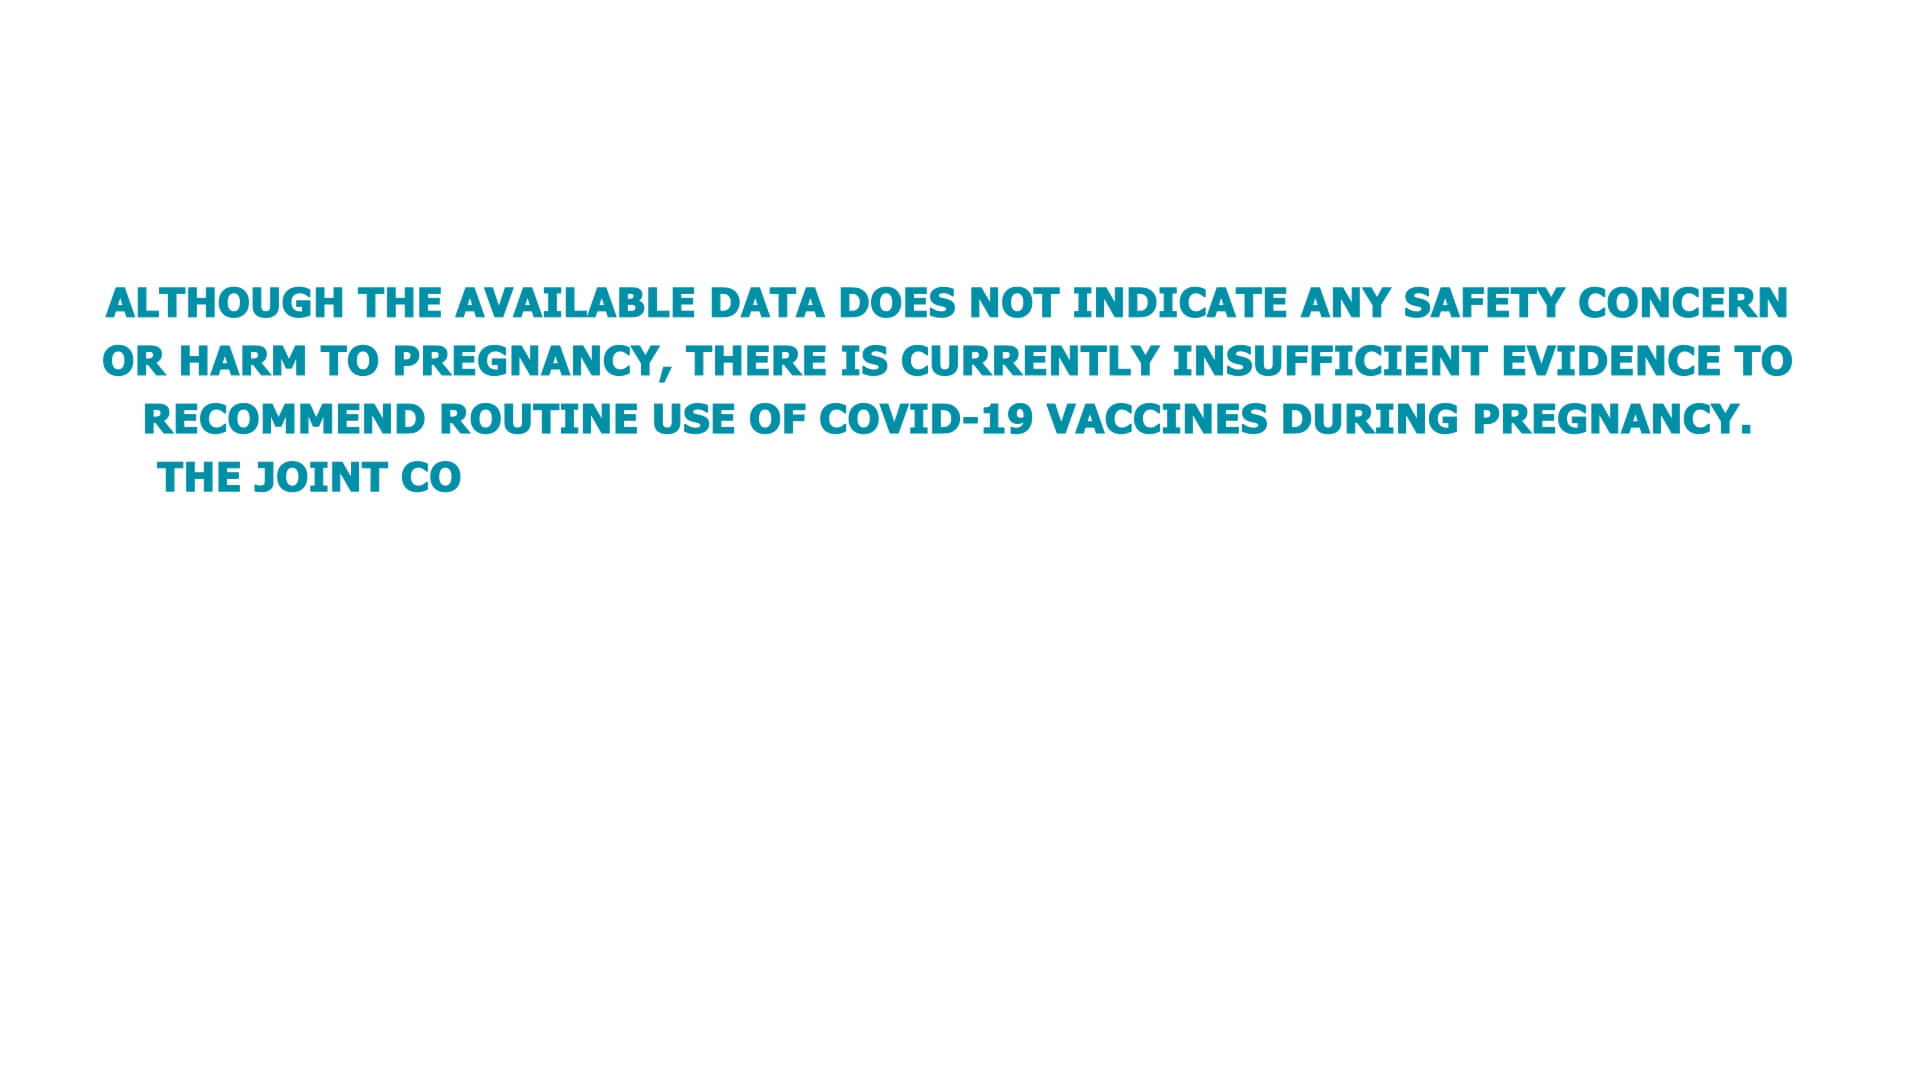 ALTHOUGH THE AVAILABLE DATA DOES NOT INDICATE ANY SAFETY CONCERN
OR HARM TO PREGNANCY, THERE IS CURRENTLY INSUFFICIENT EVIDENCE TO
RECOMMEND ROUTINE USE OF COVID-19 VACCINES DURING PREGNANCY.
THE JOINT CO